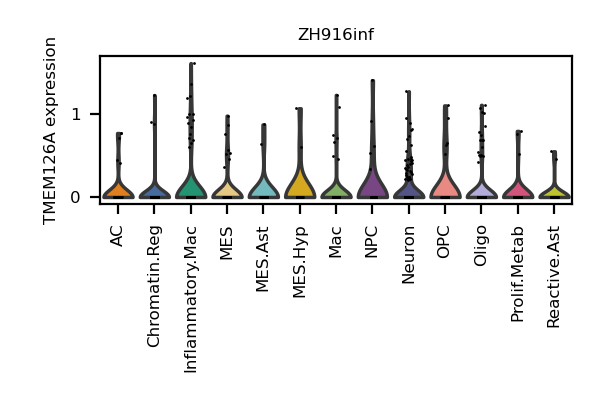 ZH916inf
TMEM126A expression
1
0
AC
Chromatin.Reg
Inflammatory.Mac
MES
MES.Ast
MES.Hyp
Mac
NPC
Neuron
OPC
Oligo
Prolif.Metab
Reactive.Ast